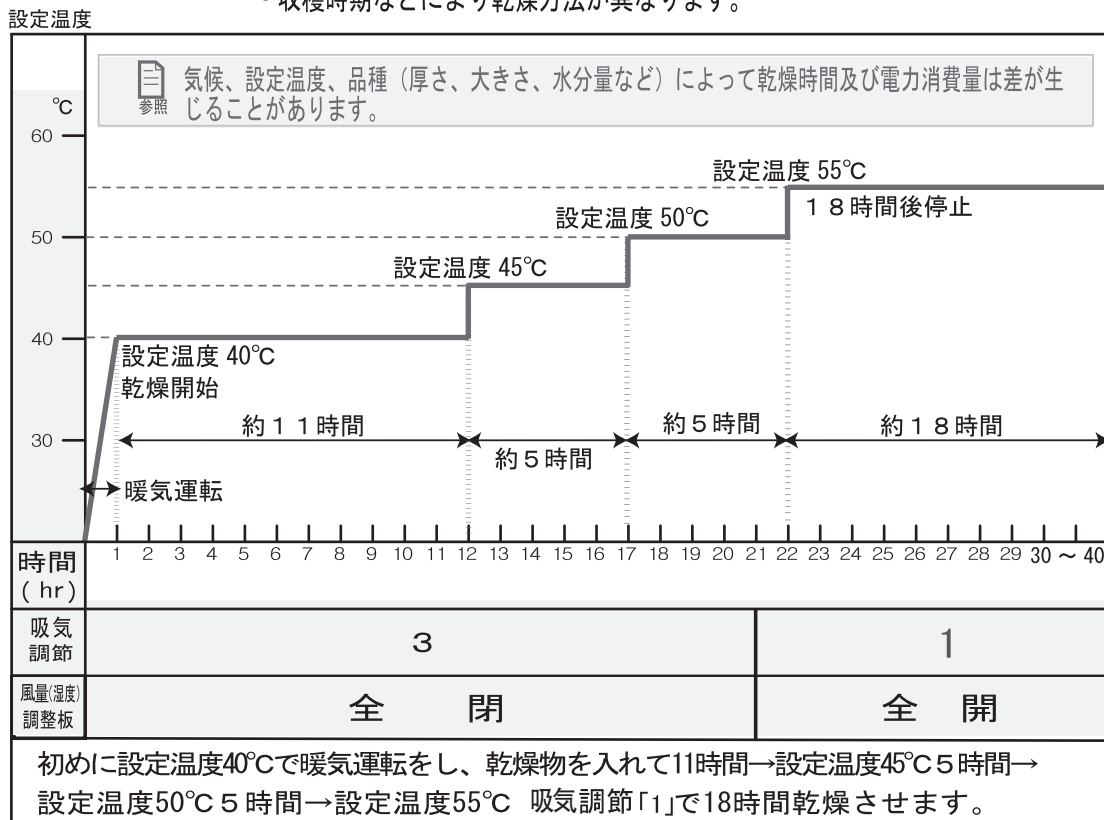 ・収穫時期などにより乾燥方法が異なります。
設定温度
気候、設定温度、品種（厚さ、大きさ、水分量など）によって乾燥時間及び電力消費量は差が生
参照
じることがあります。
℃
60
設定温度 55℃
18時間後停止
設定温度 50℃
50
設定温度 45℃
40
設定温度 40℃
乾燥開始
約11時間
約5時間
約5時間
約18時間
30
暖気運転
時間
(hr)
1 2 3 4 5 6 7 8 9 10 11 12 13 14 15 16 17 18 19 20 21 22 23 24 25 26 27 28 29 30 ～ 40
吸気
調節
3
1
風量(湿度)
調整板
全 閉
全 開
初めに設定温度40℃で暖気運転をし、乾燥物を入れて11時間→設定温度45℃5時間→
設定温度50℃5時間→設定温度55℃ 吸気調節「1」で18時間乾燥させます。